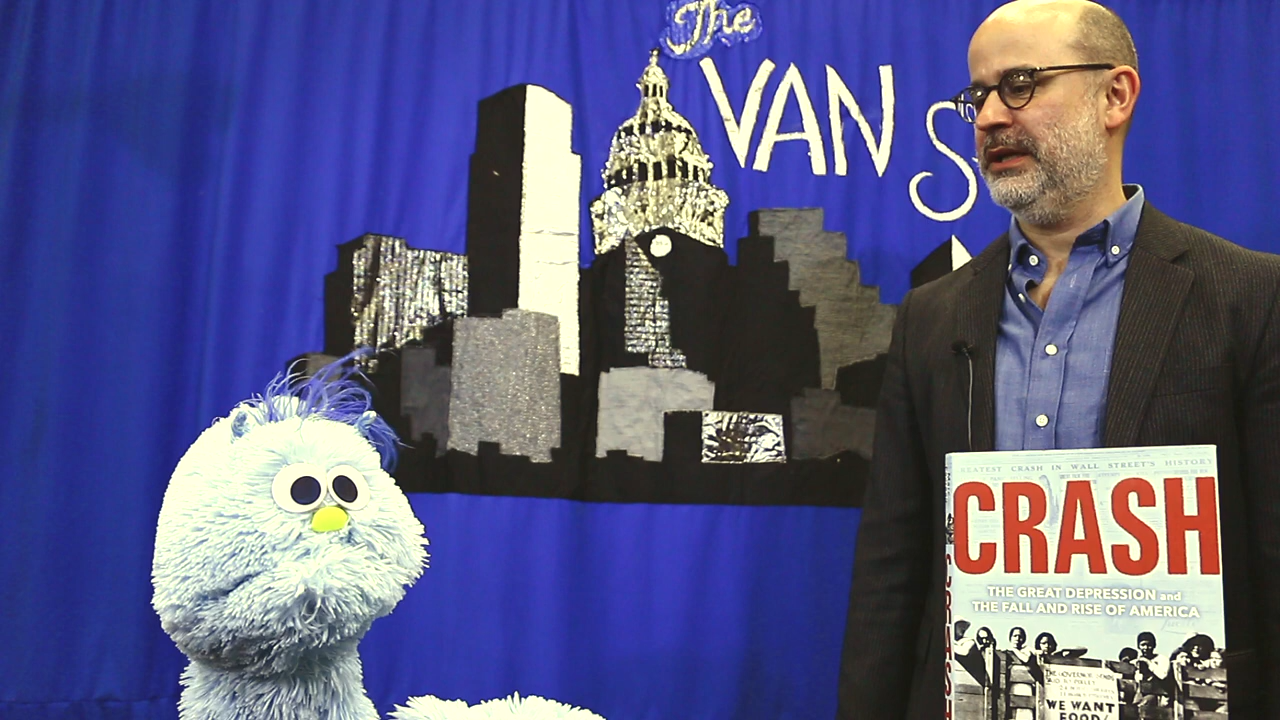 The
VAN S
EATEST CRASH IN WALL STREET'S HISTORY
CRASH
THE GREAT DEPRESSION and
THE FALL AND RISE OF AMERICA
WE WANT
FOOD